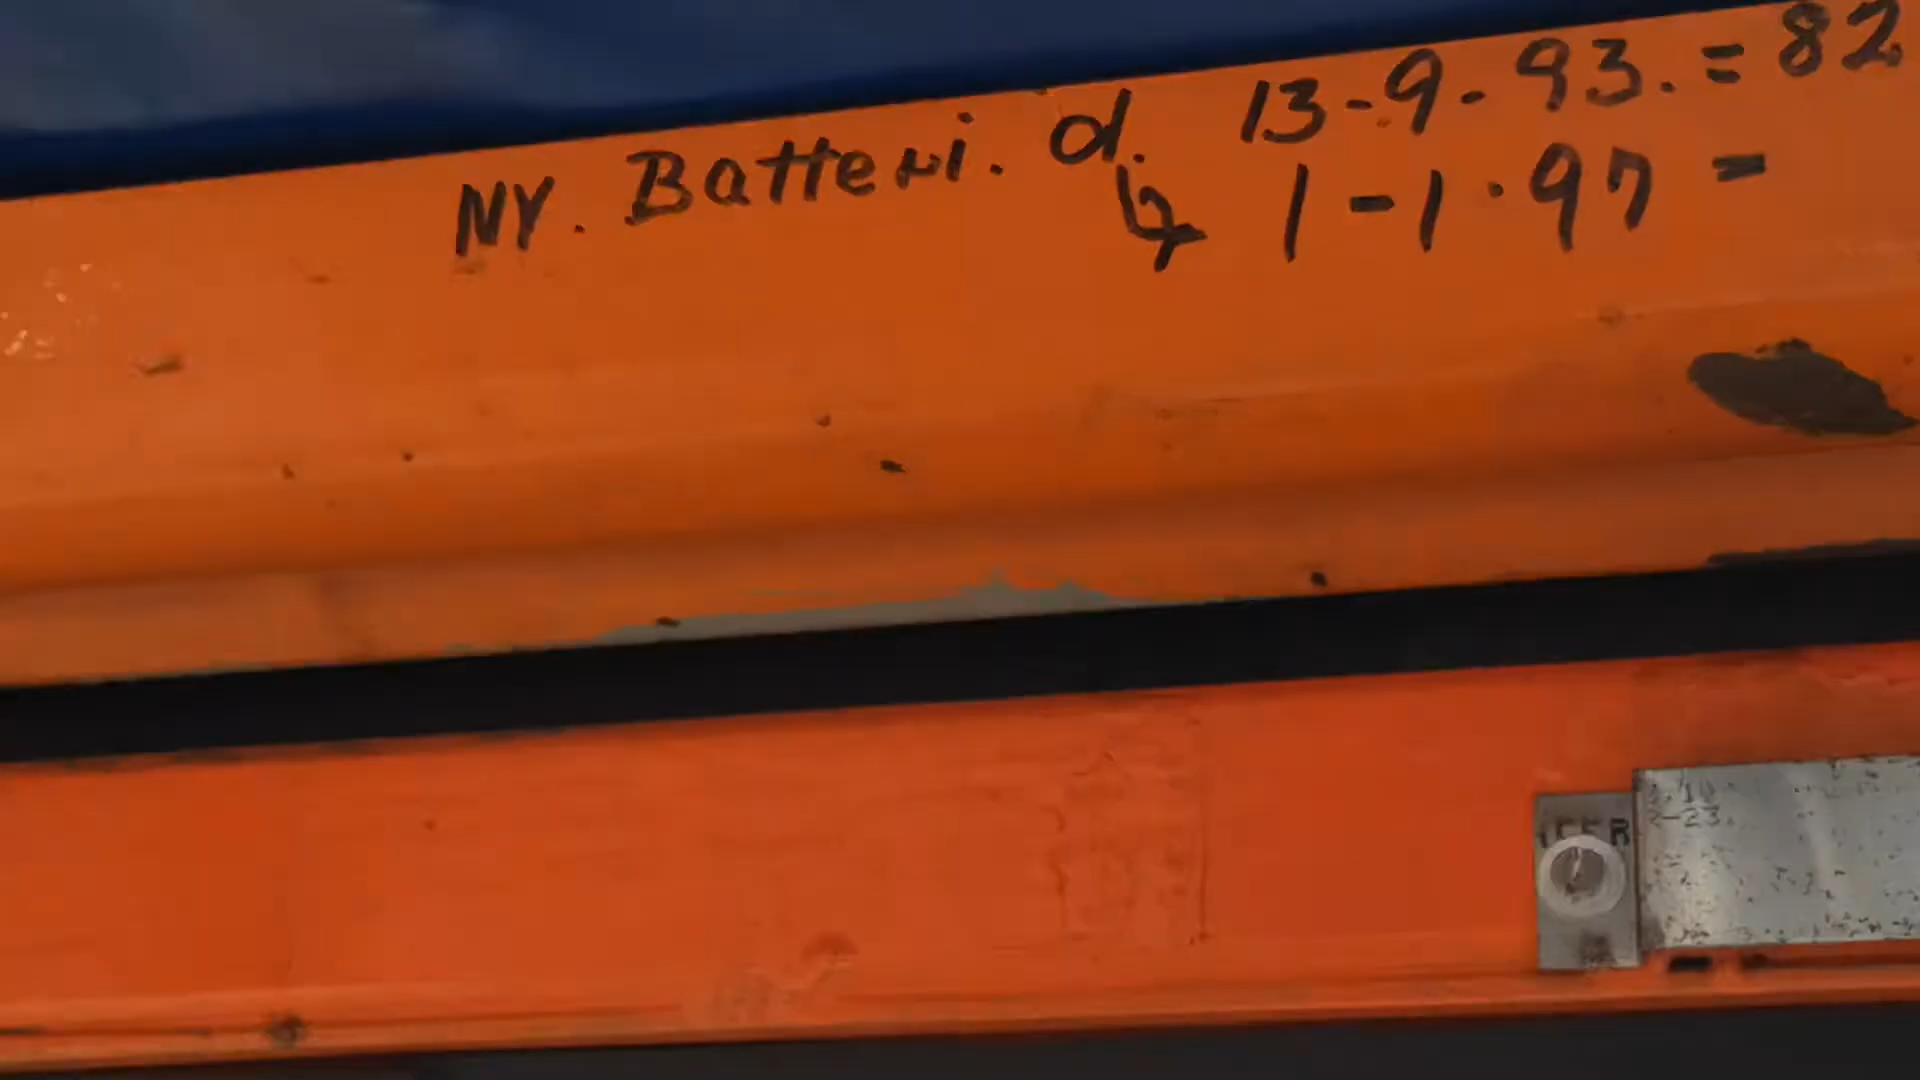 NY. Batteri. d. 13-9-93. = 82
1-1-97 =